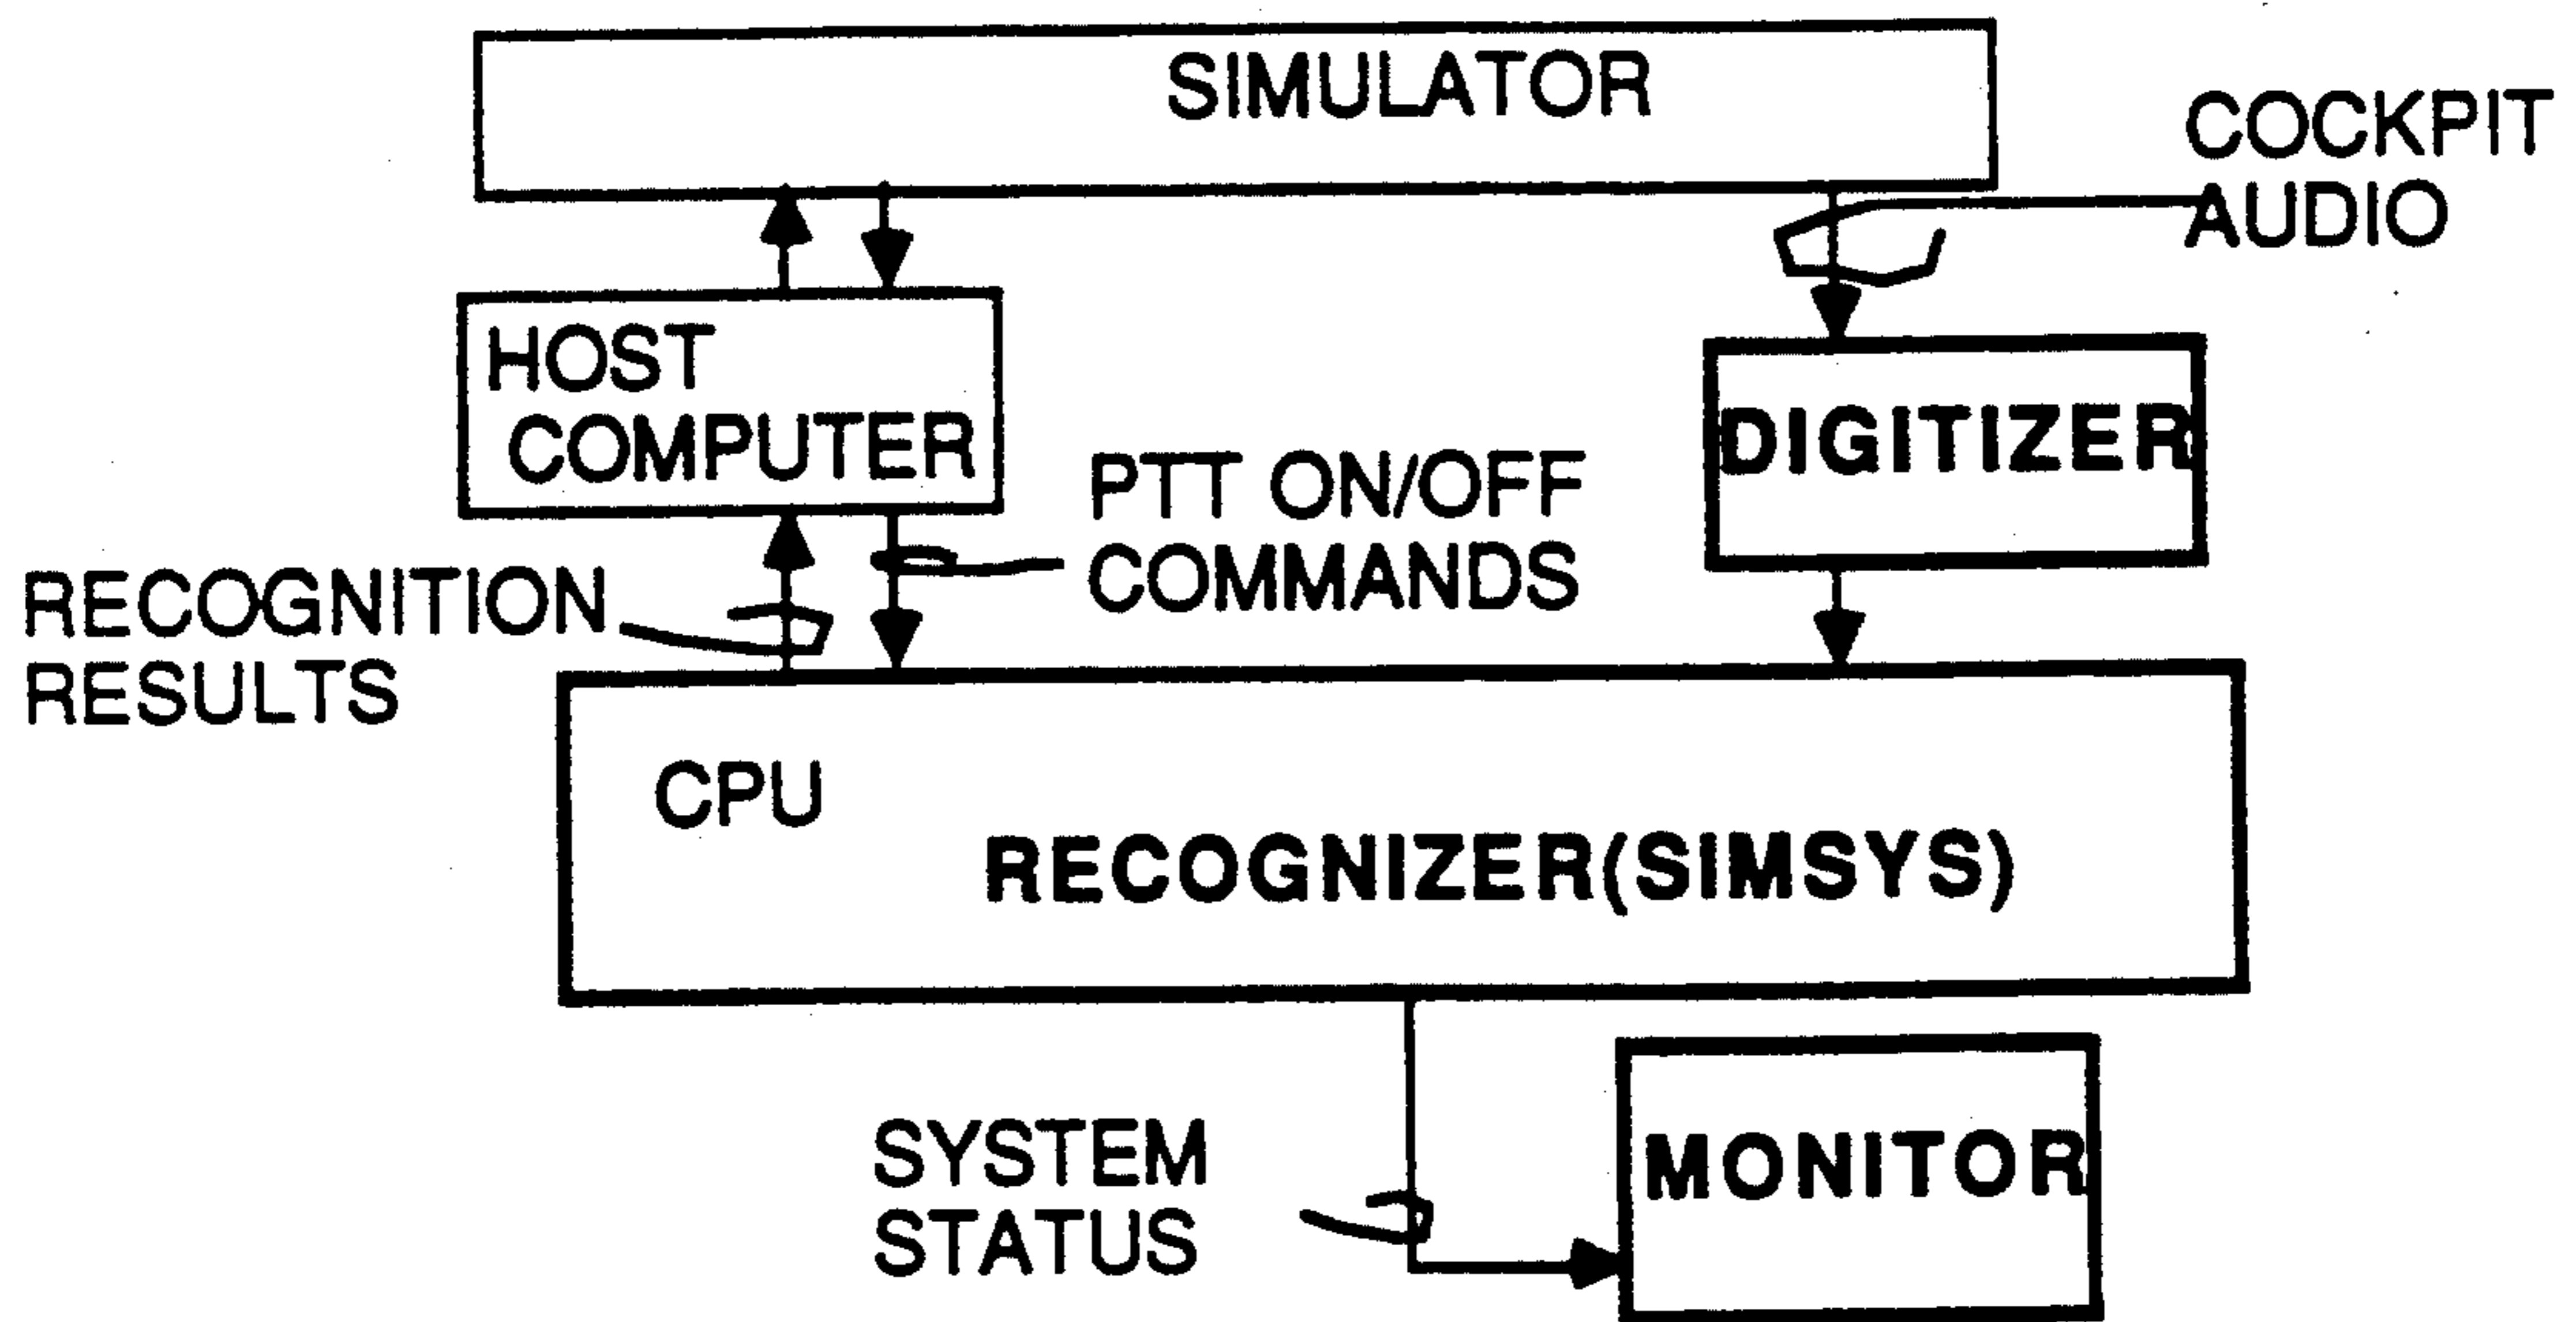 SIMULATOR
COCKPIT
AUDIO
HOST
COMPUTER
DIGITIZER
PTT ON/OFF
COMMANDS
RECOGNITION
RESULTS
CPU
RECOGNIZER(SIMSYS)
SYSTEM
STATUS
MONITOR